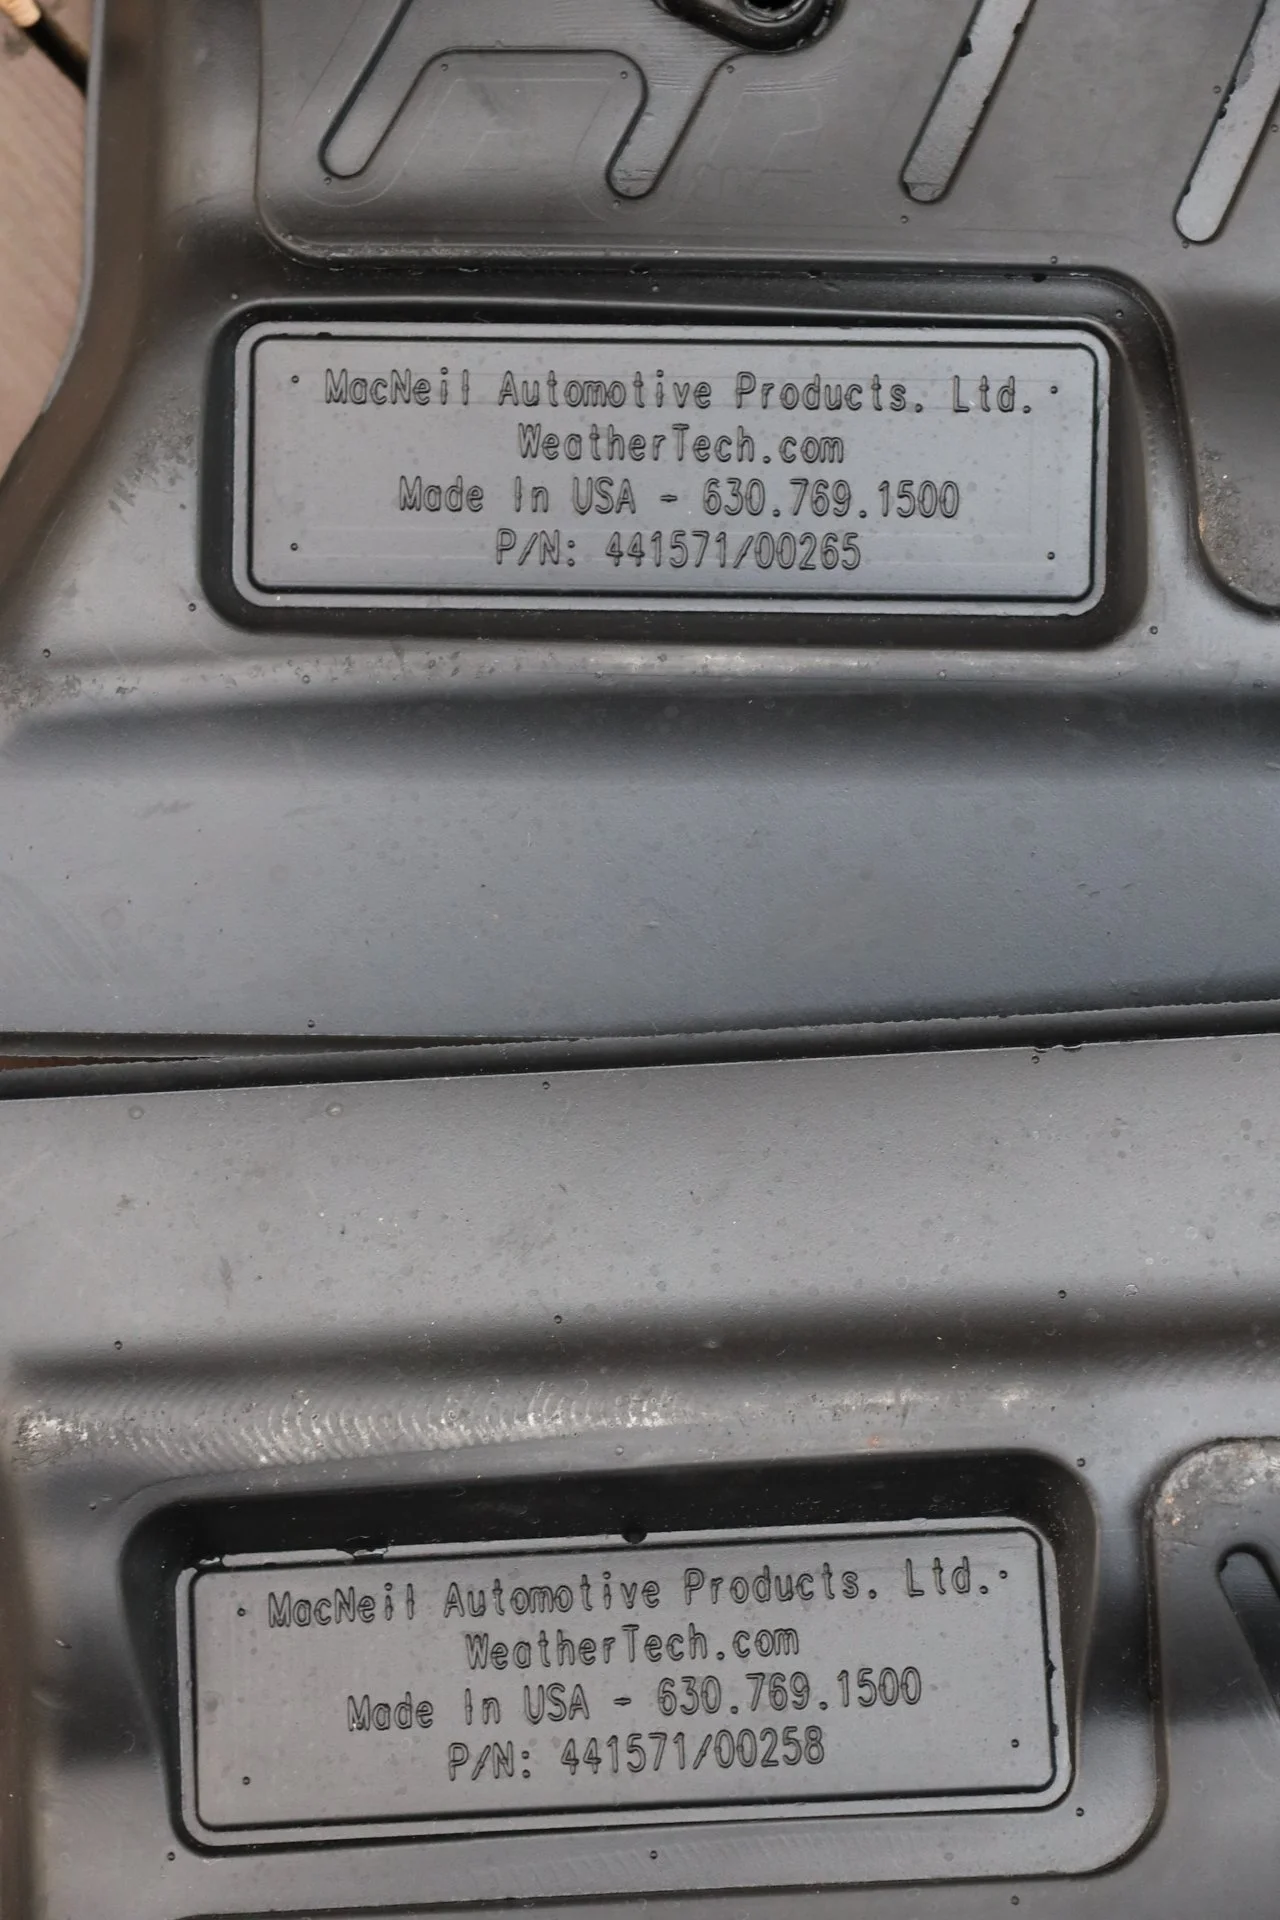 MacNeil Automotive Products. Ltd.
WeatherTech.com
Made In USA - 630.769.1500
P/N: 441571/00265
MacNeil Automotive Products. Ltd.
WeatherTech.com
Made In USA - 630.769.1500
P/N: 441571/00258